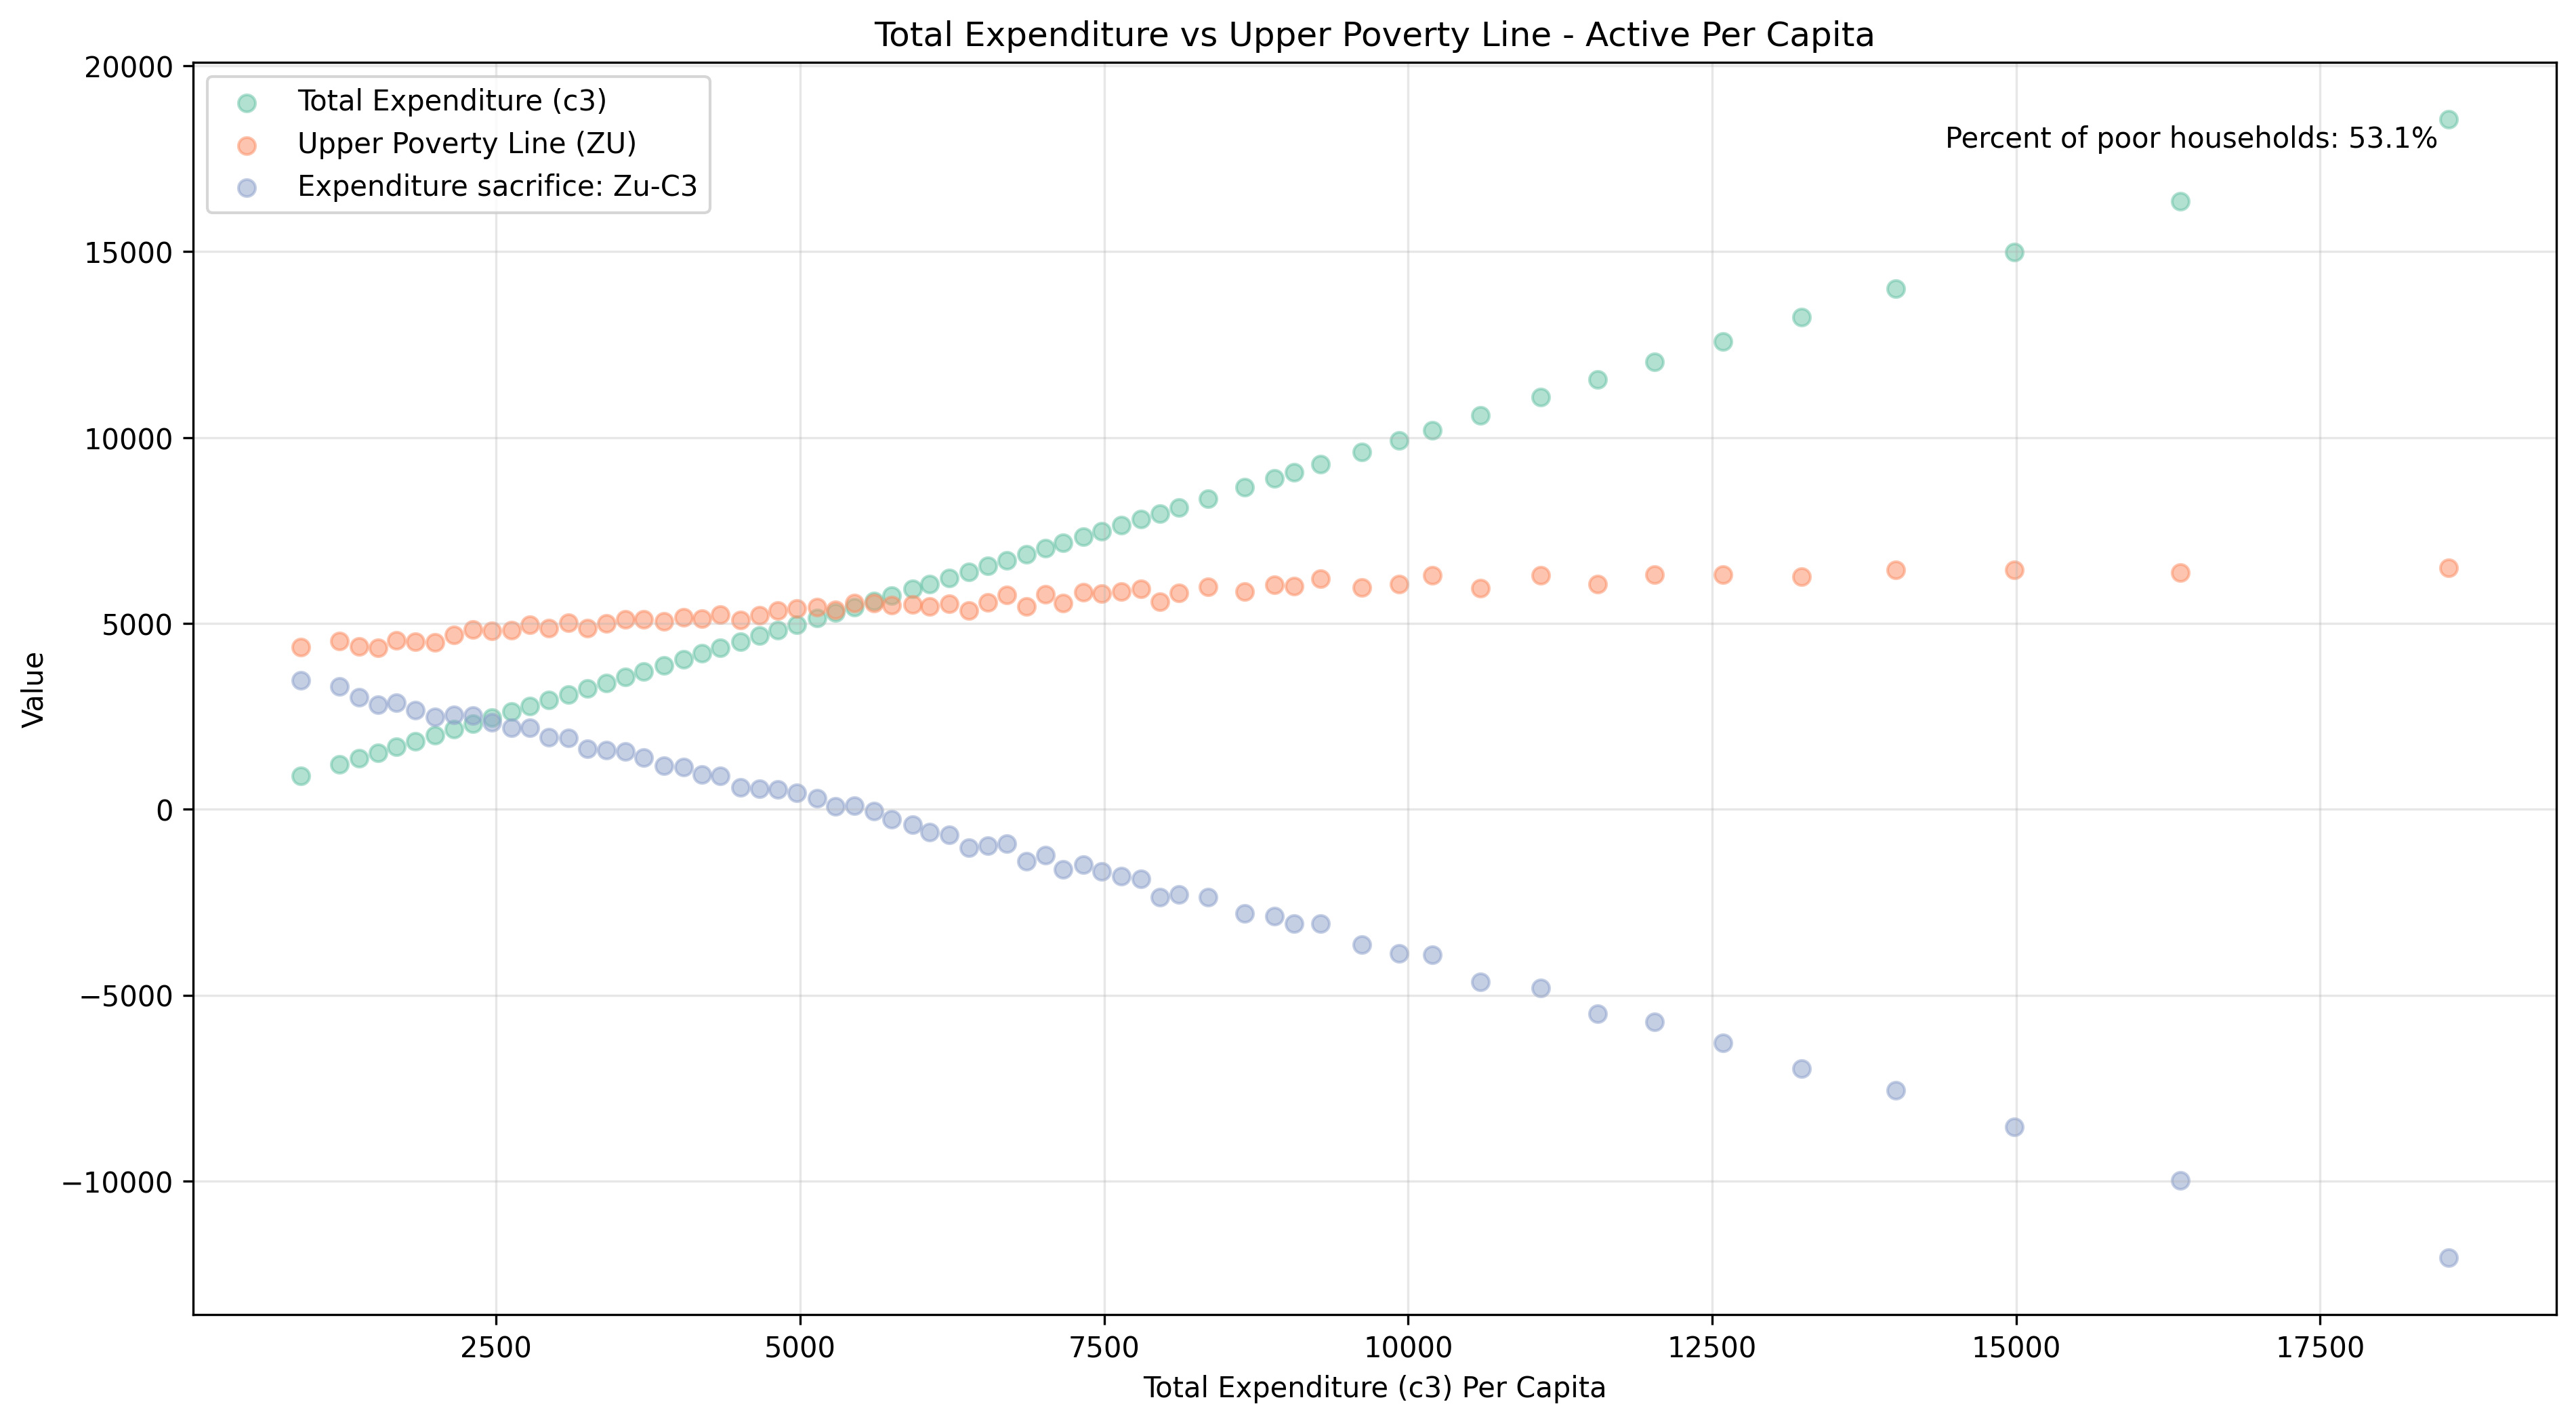 Total Expenditure vs Upper Poverty Line - Active Per Capita
20000
15000
10000
5000
0
−5000
−10000
Value
Total Expenditure (c3)
Upper Poverty Line (ZU)
Expenditure sacrifice: Zu-C3
Percent of poor households: 53.1%
2500
5000
7500
10000
12500
15000
17500
Total Expenditure (c3) Per Capita